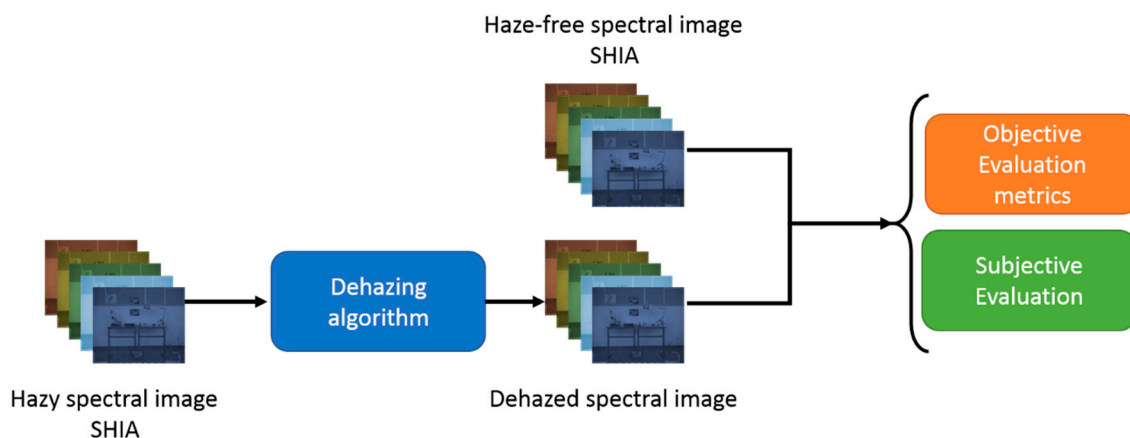 Haze-free spectral image
SHIA
Objective
Evaluation
metrics
Dehazing
algorithm
Subjective
Evaluation
Hazy spectral image
SHIA
Dehazed spectral image